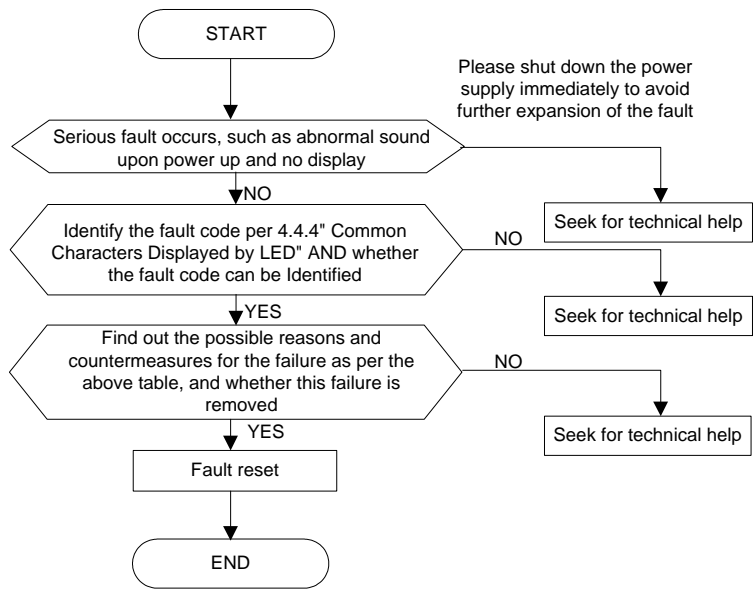 START
Please shut down the power
supply immediately to avoid
further expansion of the fault
Serious fault occurs, such as abnormal sound
upon power up and no display
NO
Seek for technical help
Identify the fault code per 4.4.4" Common
Characters Displayed by LED" AND whether
the fault code can be Identified
NO
Seek for technical help
YES
Find out the possible reasons and
countermeasures for the failure as per the
above table, and whether this failure is
removed
NO
Seek for technical help
YES
Fault reset
END